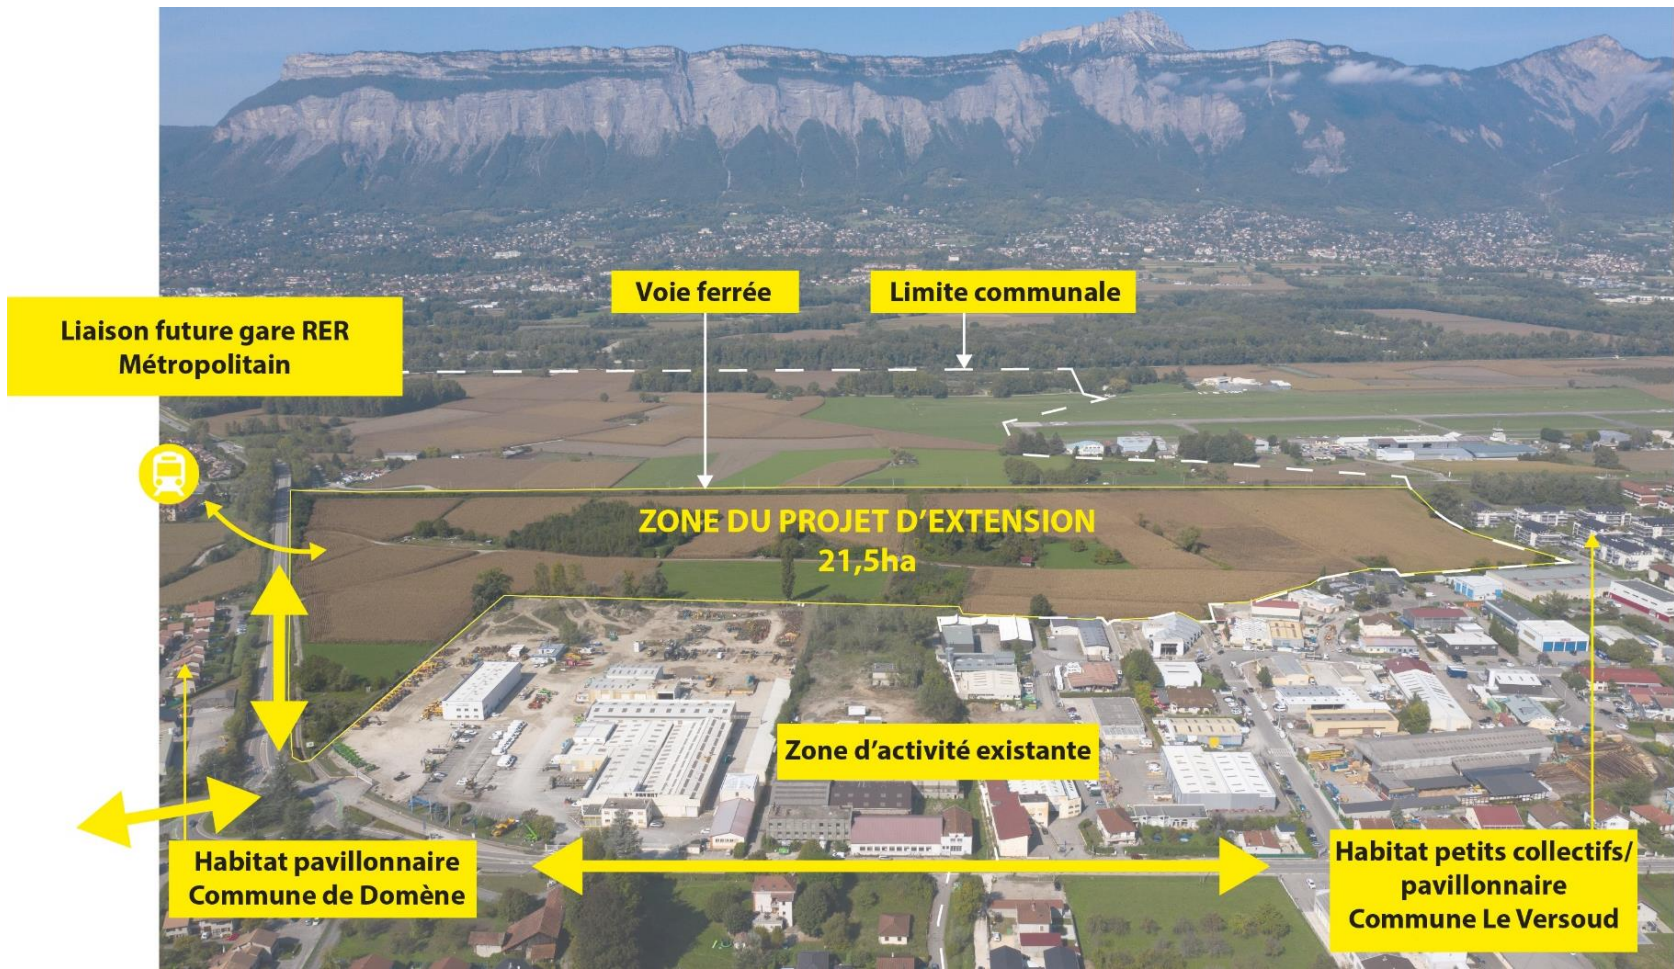 Voie ferrée
Limite communale
Liaison future gare RER
Métropolitain
ZONE DU PROJET D'EXTENSION
21,5ha
Zone d'activité existante
Habitat pavillonnaire
Commune de Domène
Habitat petits collectifs/
pavillonnaire
Commune Le Versoud